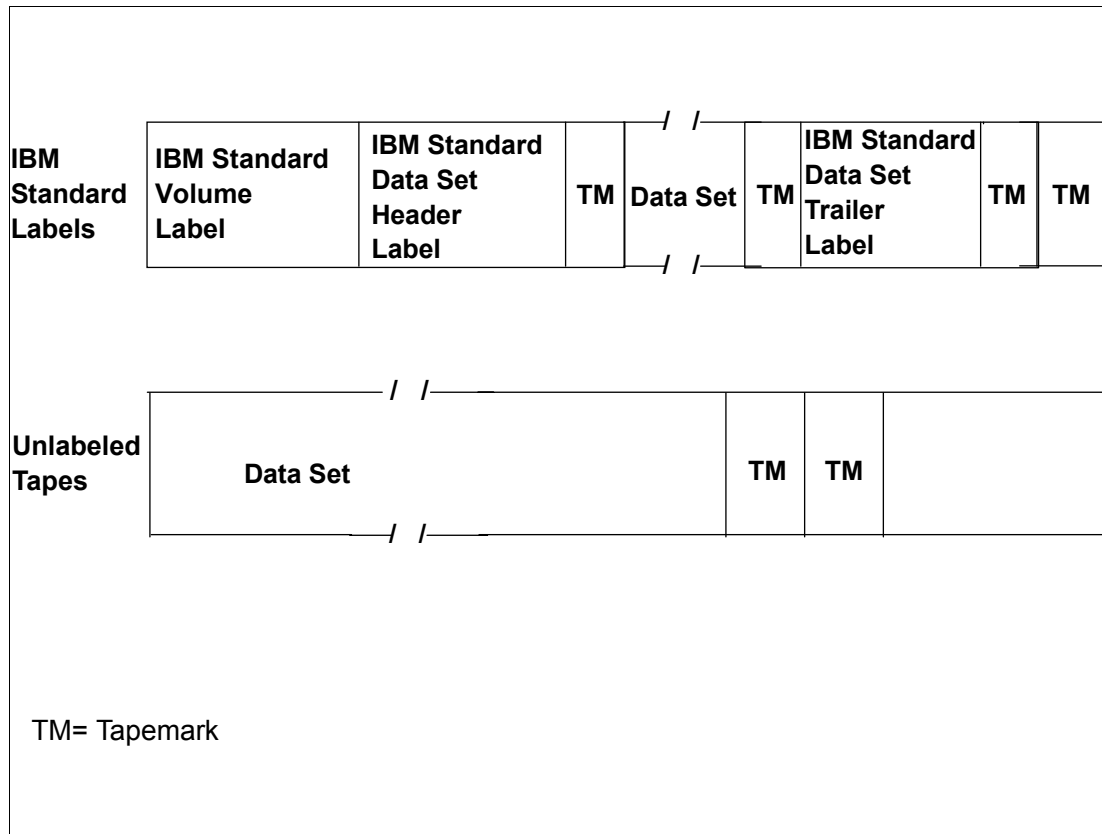 IBM
Standard
Labels
IBM Standard
Volume
Label
IBM Standard
Data Set
Header
Label
TM
Data Set
TM
IBM Standard
Data Set
Trailer
Label
TM
TM
Unlabeled
Tapes
Data Set
TM
TM
TM= Tapemark